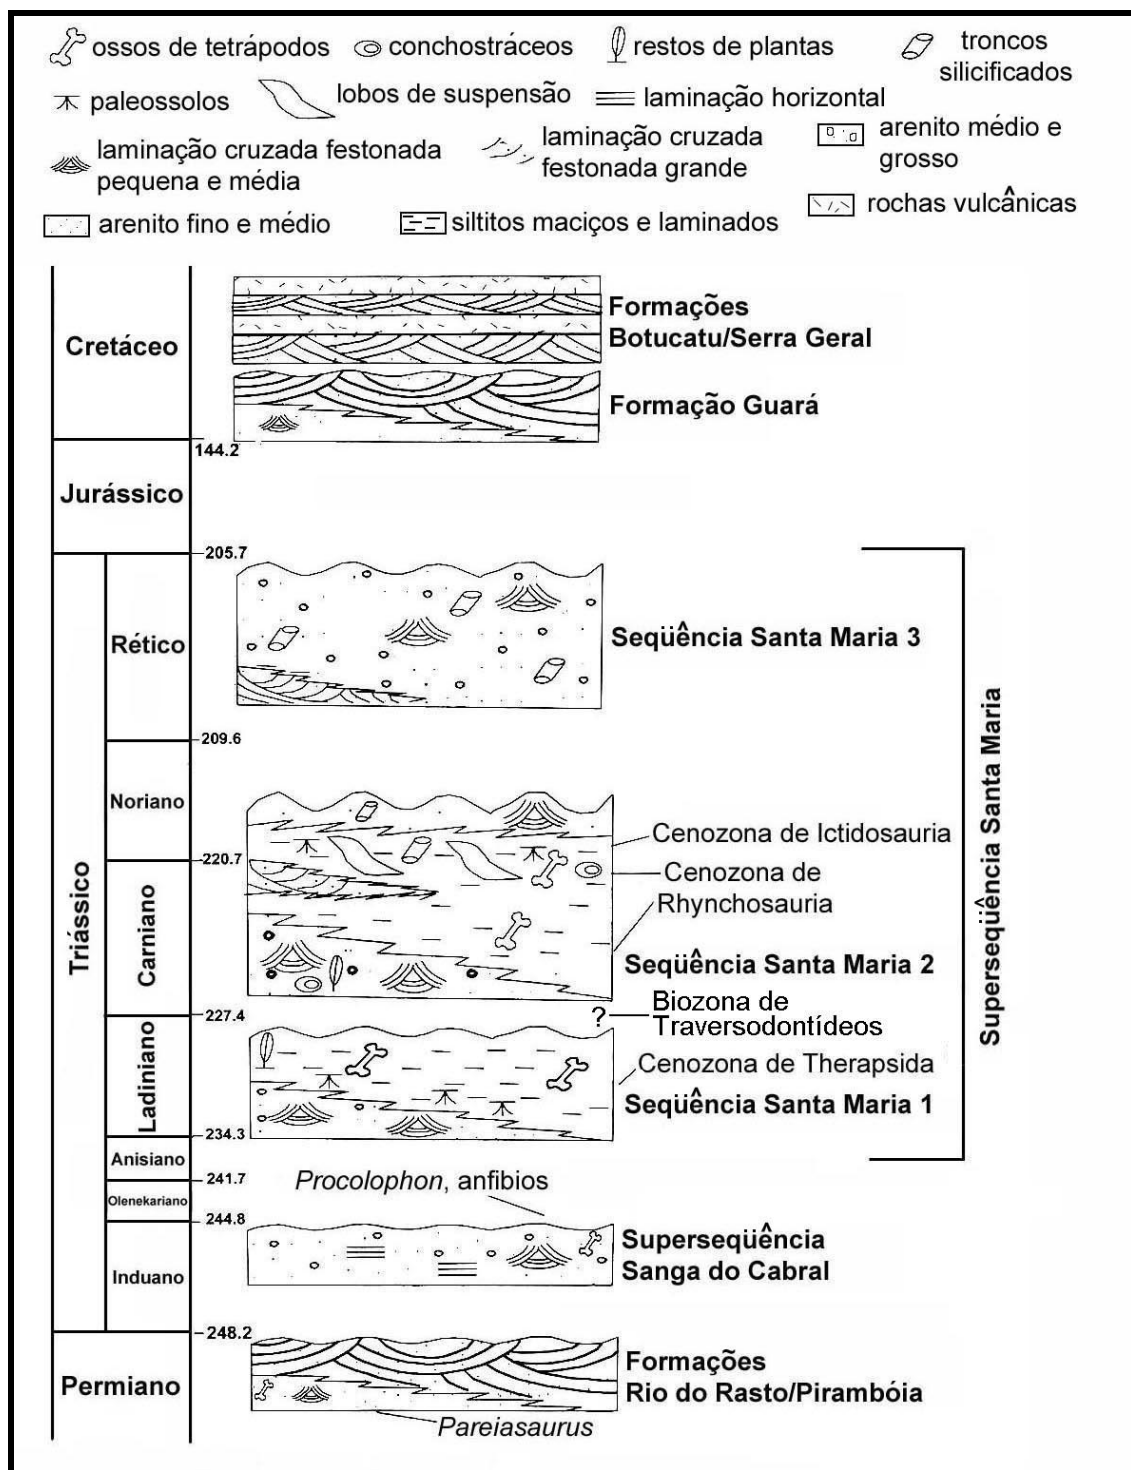 ossos de tetrápodos
conchostráceos
restos de plantas
troncos
silicificados
paleossolos
lobos de suspensão
laminação horizontal
laminação cruzada festonada
pequena e média
laminação cruzada
festonada grande
arenito médio e
grosso
arenito fino e médio
siltitos maciços e laminados
rochas vulcânicas
Cretáceo
Formações
Botucatu/Serra Geral
Formação Guará
144.2
Jurássico
205.7
Triássico
Rético
Seqüência Santa Maria 3
209.6
Noriano
Cenozona de Ictidosauria
220.7
Cenozona de
Rhynchosauria
Carniano
Seqüência Santa Maria 2
227.4
?
Biozona de
Traversodontídeos
Ladiniano
Cenozona de Therapsida
Seqüência Santa Maria 1
234.3
Superseqüência Santa Maria
Anisiano
241.7
Procolophon, anfibios
Olenekariano
244.8
Induano
Superseqüência
Sanga do Cabral
248.2
Permiano
Formações
Rio do Rasto/Pirambóia
Pareiasaurus